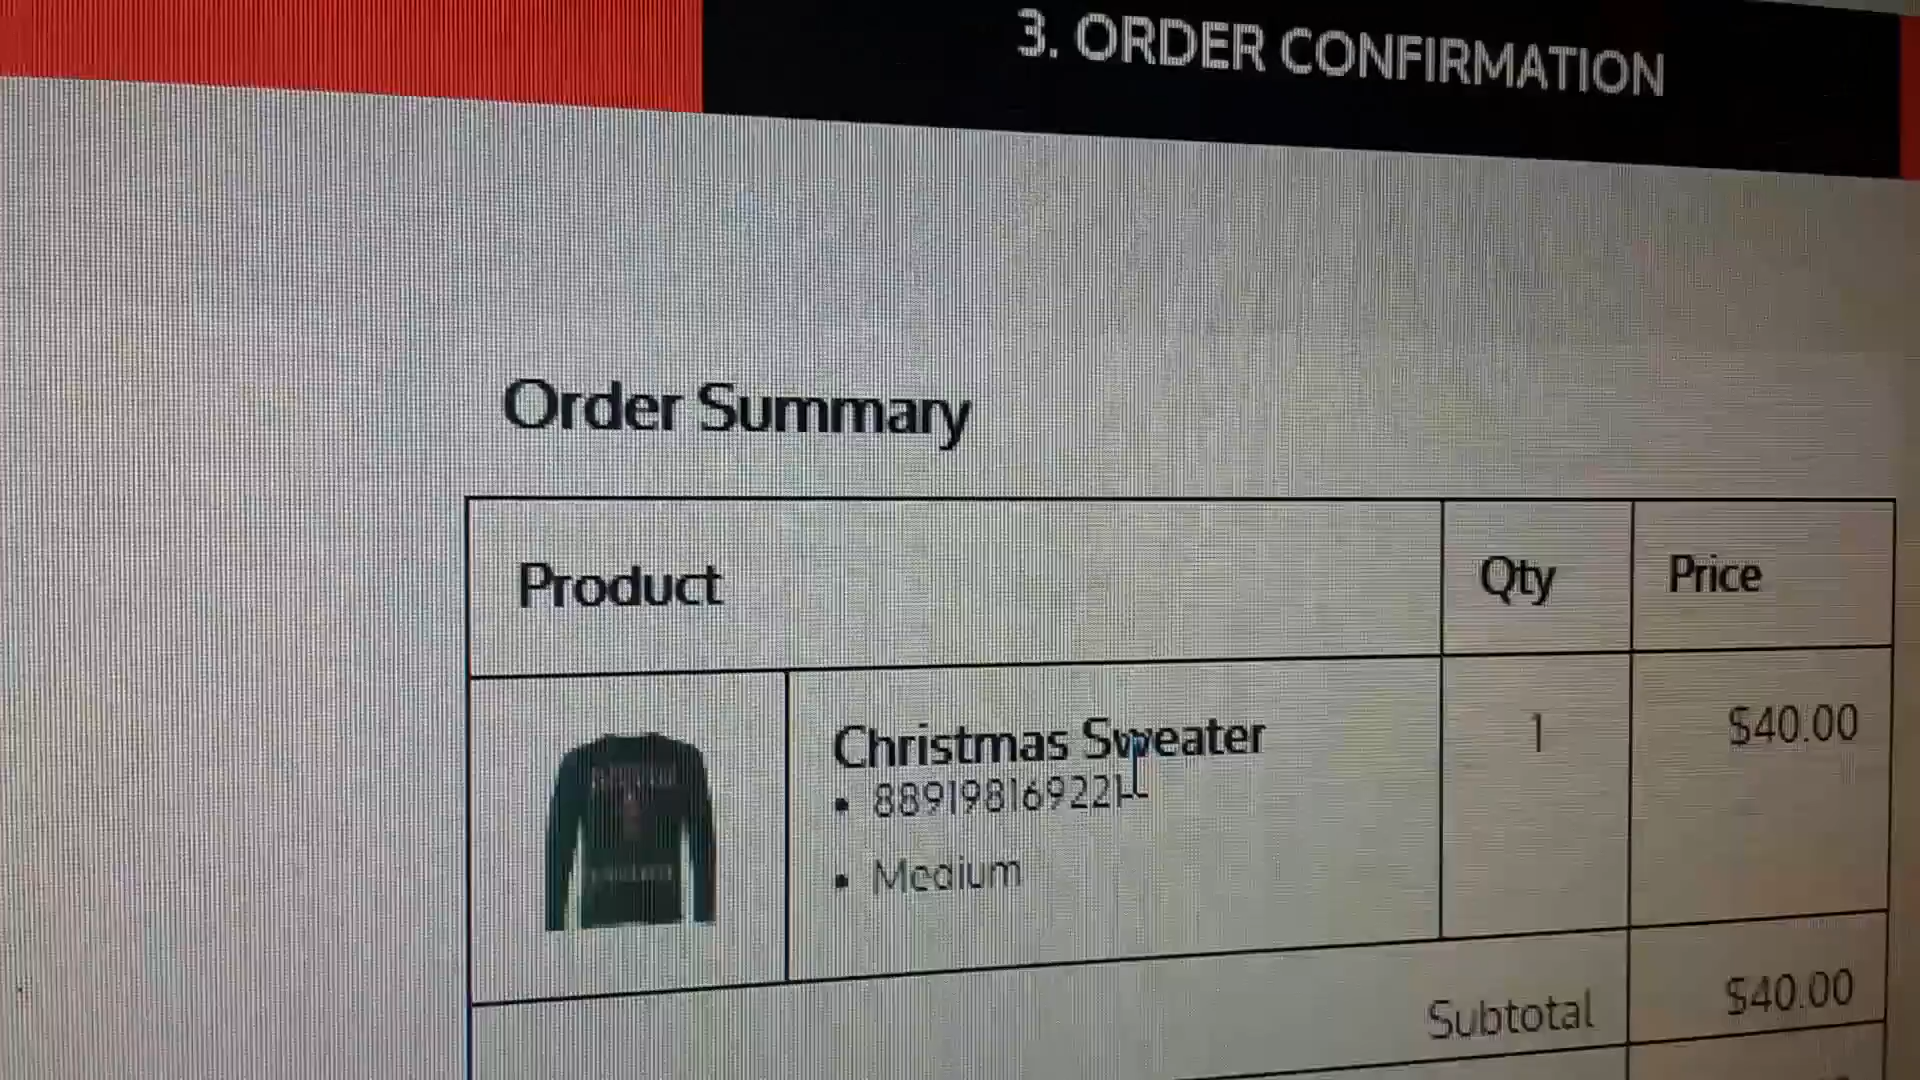 3. ORDER CONFIRMATION
Order Summary
Product Qty Price
Christmas Sweater 1 $40.00
▪ 889198169221
▪ Medium
Subtotal $40.00